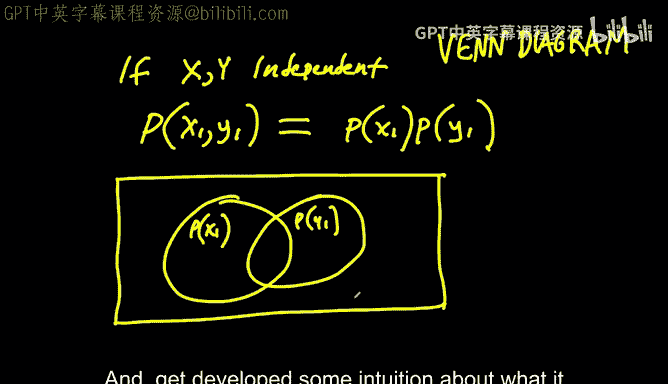 GPT中英字幕课程资源@bilibili.com
GPT中英字幕课程资源 bilibili
VENN DIAGRAM
If X,Y Independent
P(x₁,y₁) = P(x₁)P(y₁)
P(x₁) P(y₁)
And, get developed some intuition about what it